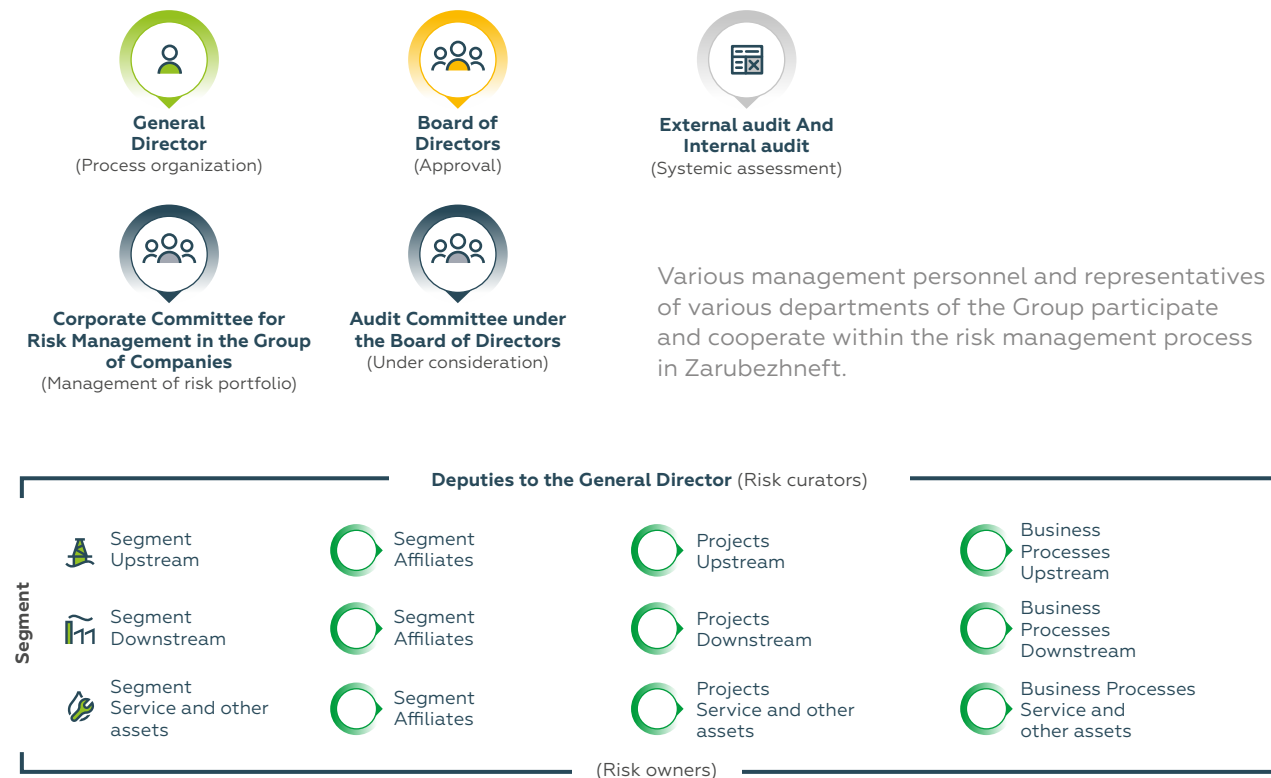 General
Director
(Process organization)
Board of
Directors
(Approval)
External audit And
Internal audit
(Systemic assessment)
Corporate Committee for
Risk Management in the Group
of Companies
(Management of risk portfolio)
Audit Committee under
the Board of Directors
(Under consideration)
Various management personnel and representatives
of various departments of the Group participate
and cooperate within the risk management process
in Zarubezhneft.
Deputies to the General Director (Risk curators)
Segment
Segment
Upstream
Segment
Affiliates
Projects
Upstream
Business
Processes
Upstream
Segment
Downstream
Segment
Affiliates
Projects
Downstream
Business
Processes
Downstream
Segment
Service and other
assets
Segment
Affiliates
Projects
Service and other
assets
Business Processes
Service and
other assets
(Risk owners)